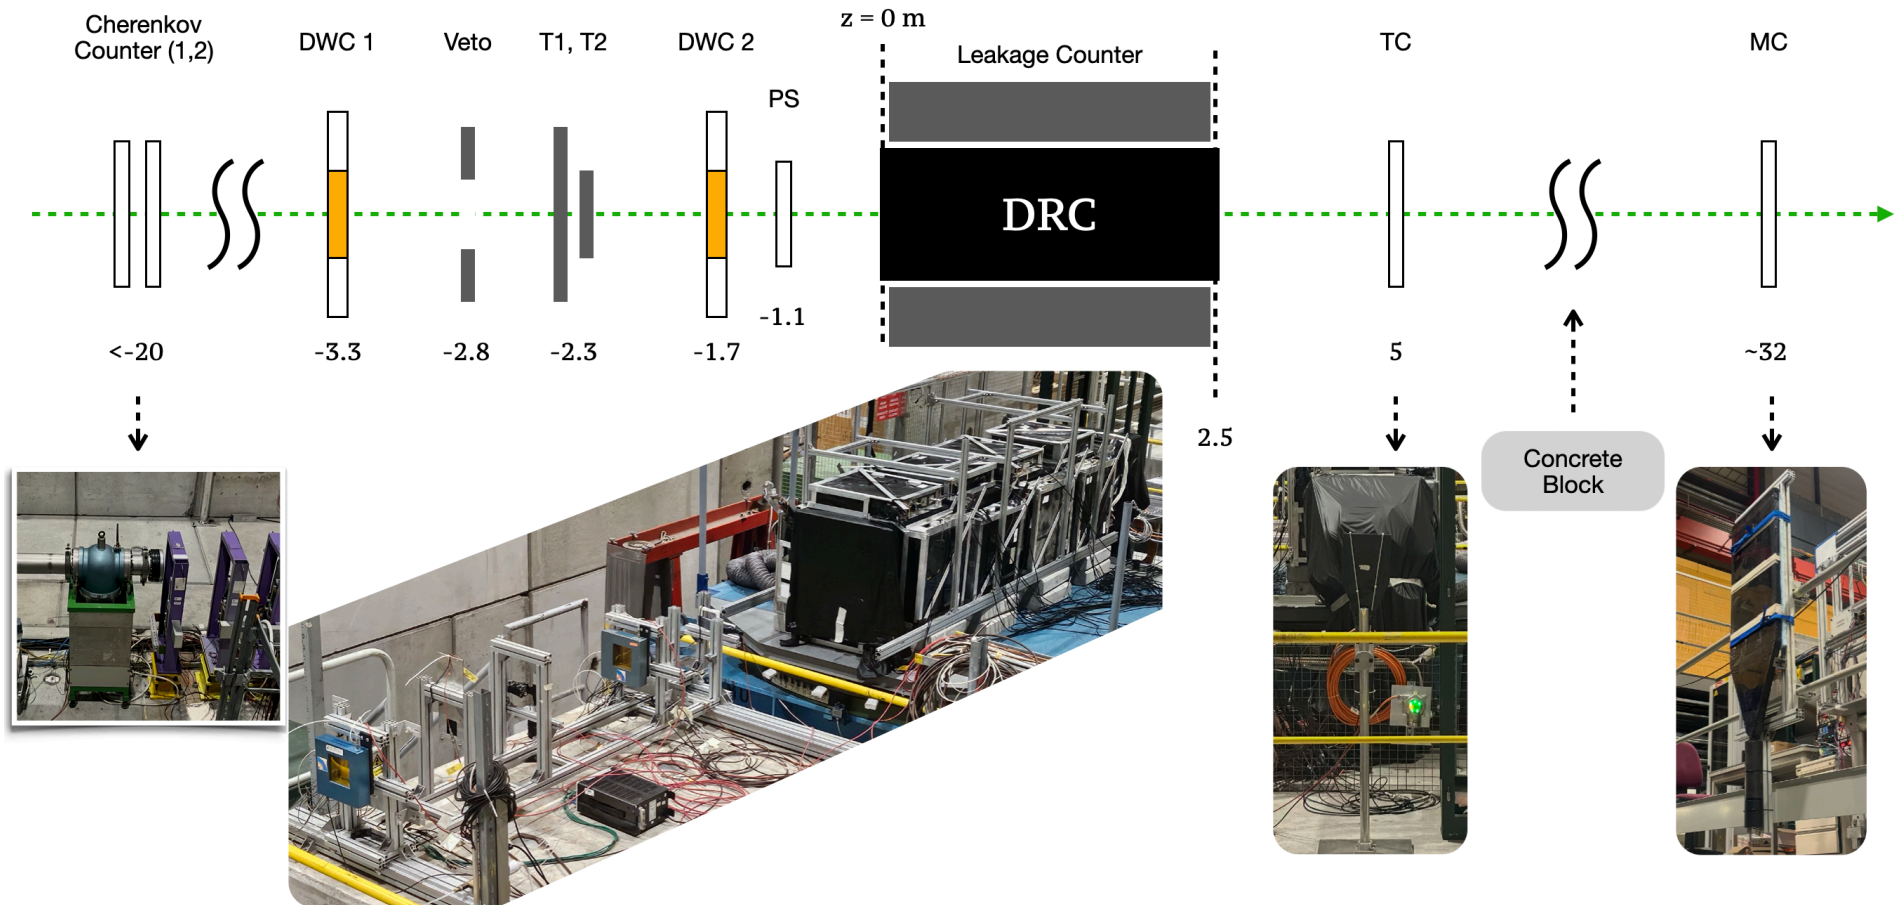 Cherenkov
Counter (1,2)
DWC 1
Veto
T1, T2
DWC 2
PS
z = 0 m
Leakage Counter
TC
MC
DRC
<-20
-3.3
-2.8
-2.3
-1.7
-1.1
2.5
5
~32
Concrete
Block